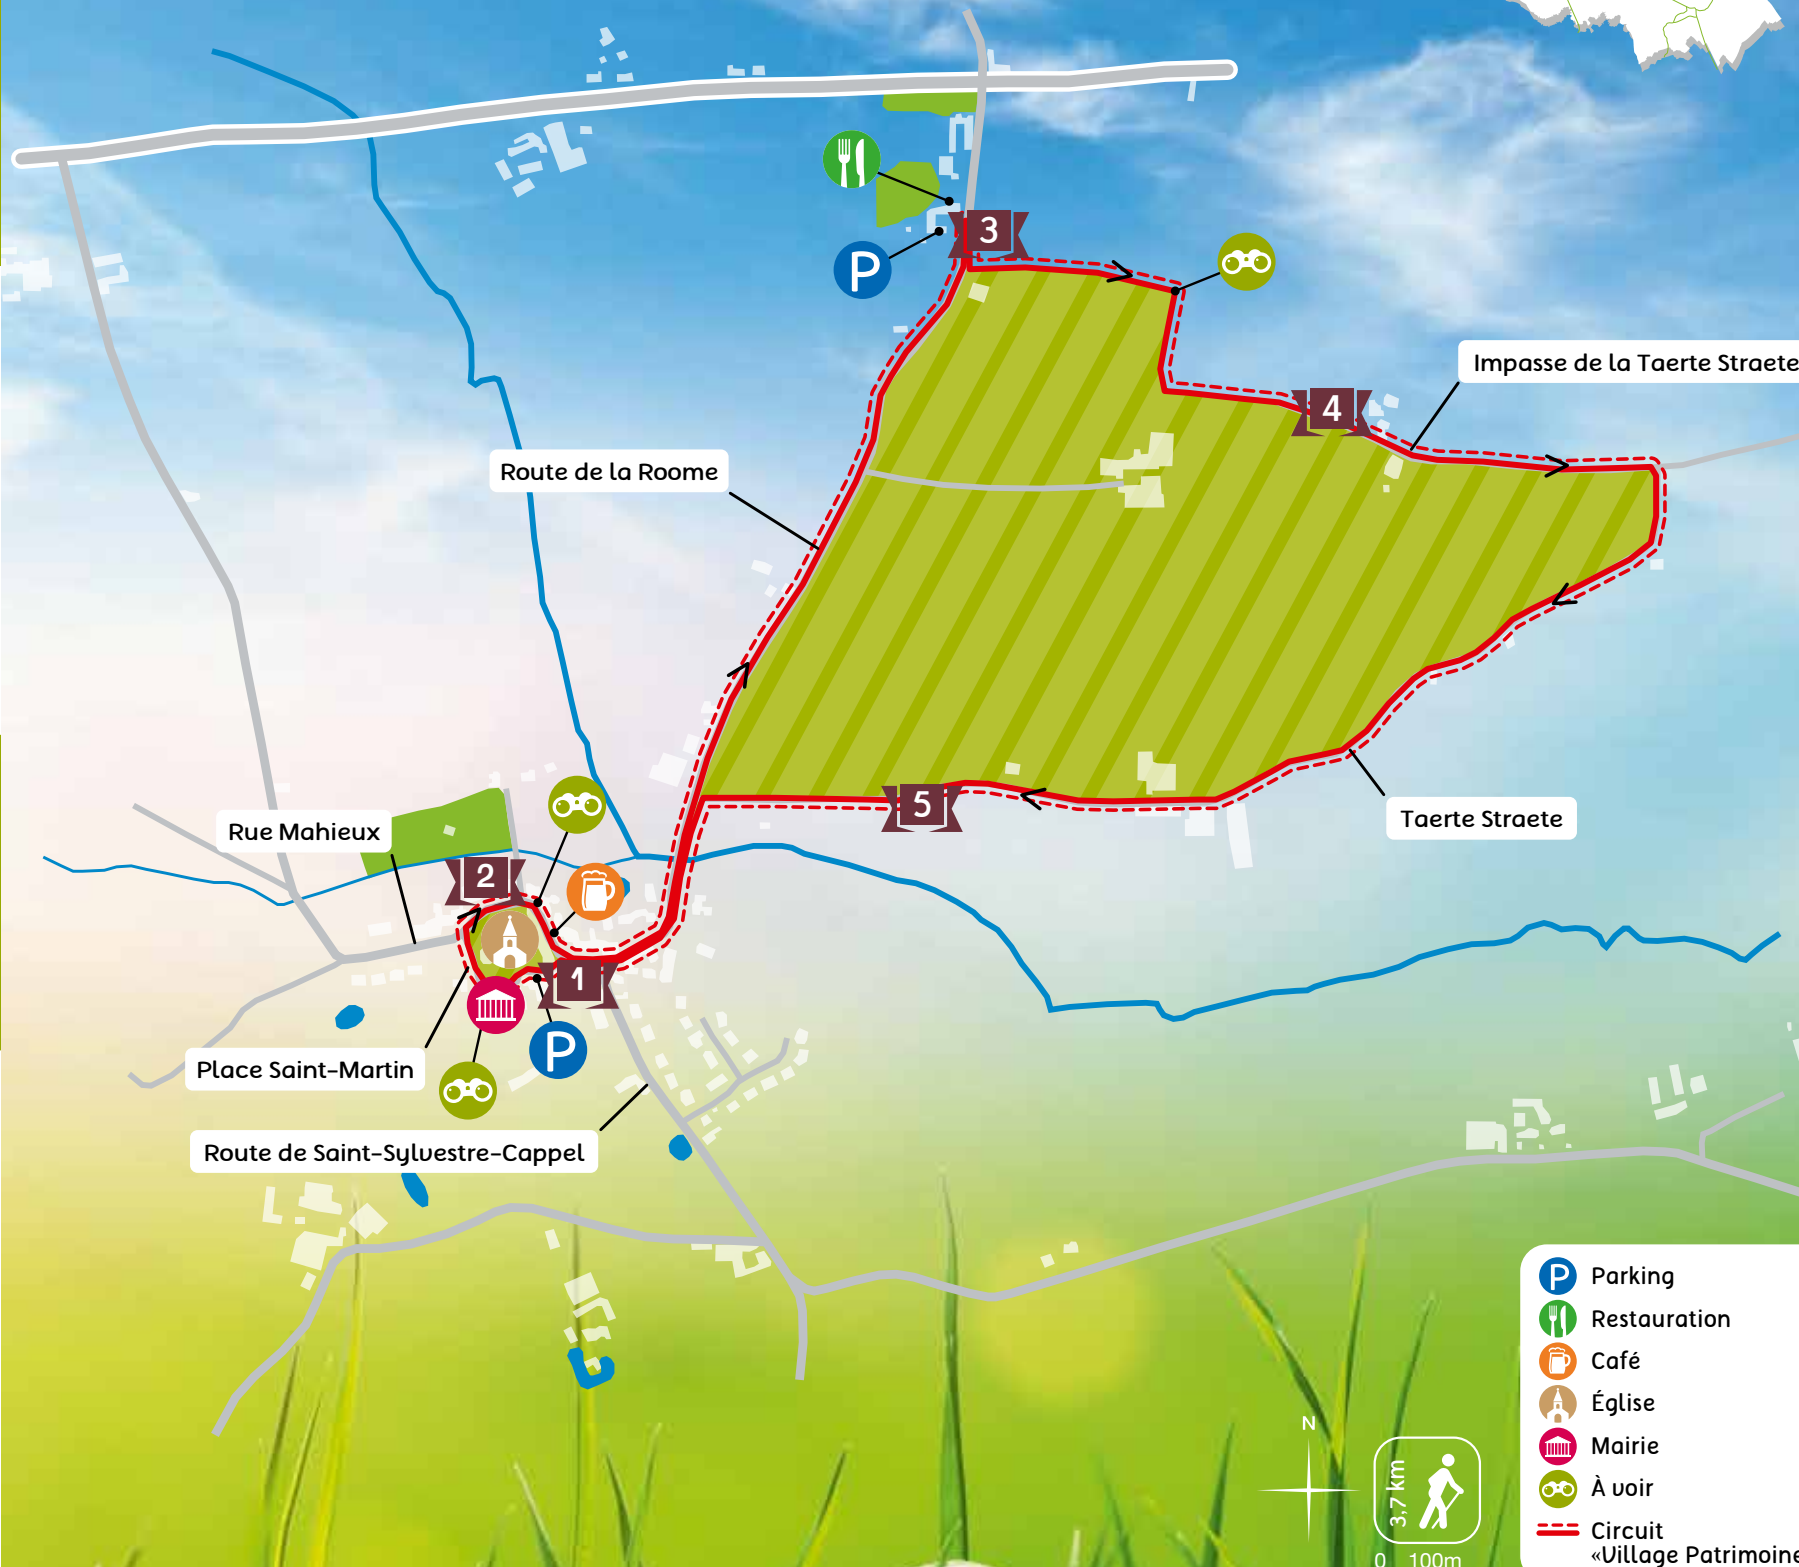 P
3
P
Impasse de la Taerte Straete
4
Route de la Roome
Rue Mahieux
5
Taerte Straete
2
1
P
Place Saint-Martin
Route de Saint-Sylvestre-Cappel
P Parking
Restauration
Café
Église
Mairie
À voir
Circuit
«Village Patrimoine
N
3,7 km
0 100m